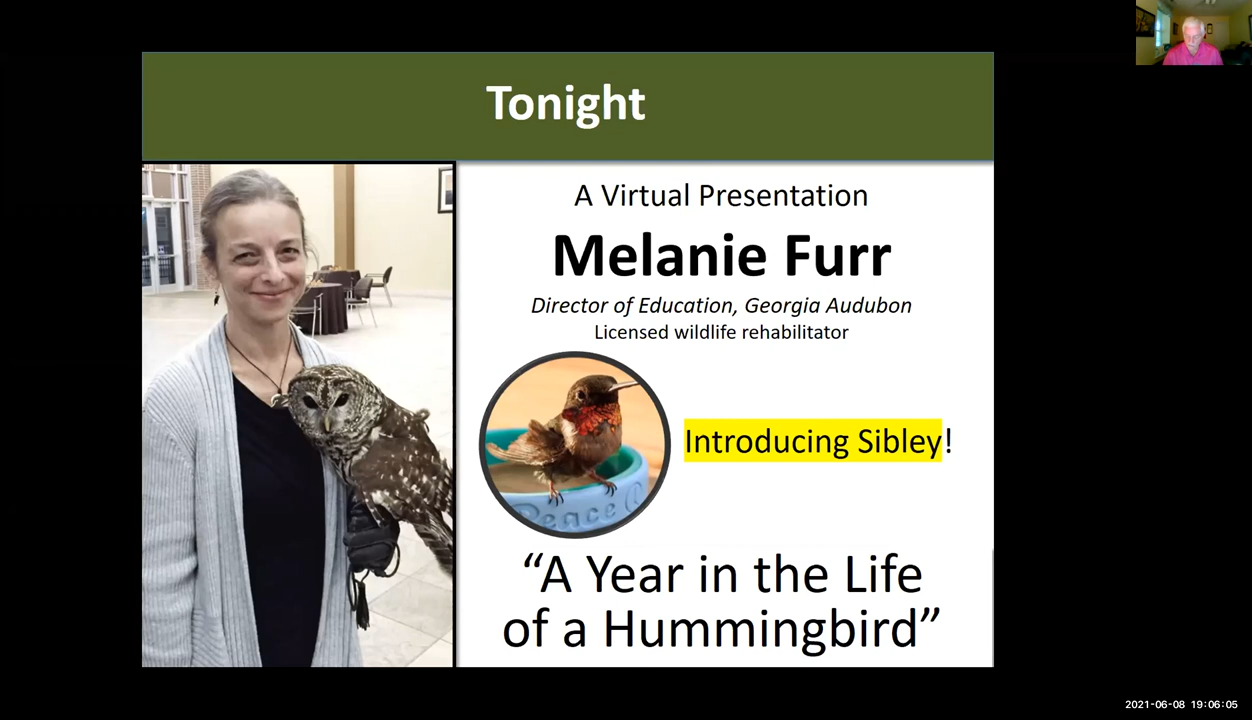 Tonight
A Virtual Presentation
Melanie Furr
Director of Education, Georgia Audubon
Licensed wildlife rehabilitator
Peace
Introducing Sibley!
“A Year in the Life
of a Hummingbird”
2021-06-08 19:06:05